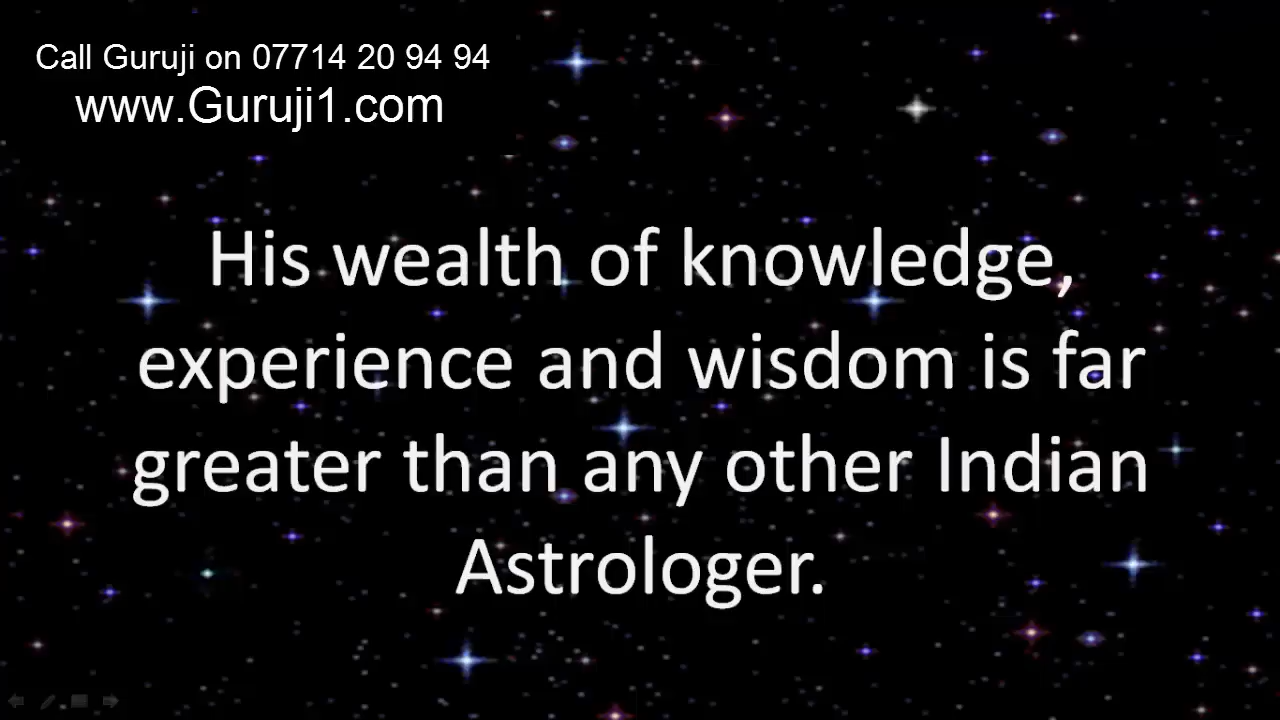 Call Guruji on 07714 20 94 94
www.Guruji1.com
His wealth of knowledge,
experience and wisdom is far
greater than any other Indian
Astrologer.